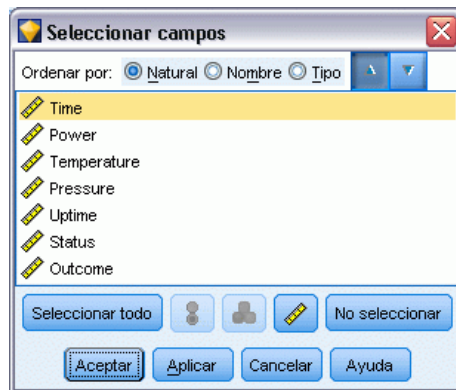 Seleccionar campos
Ordenar por: Natural Nombre Tipo
Time
Power
Temperature
Pressure
Uptime
Status
Outcome
Seleccionar todo No seleccionar
Aceptar Aplicar Cancelar Ayuda